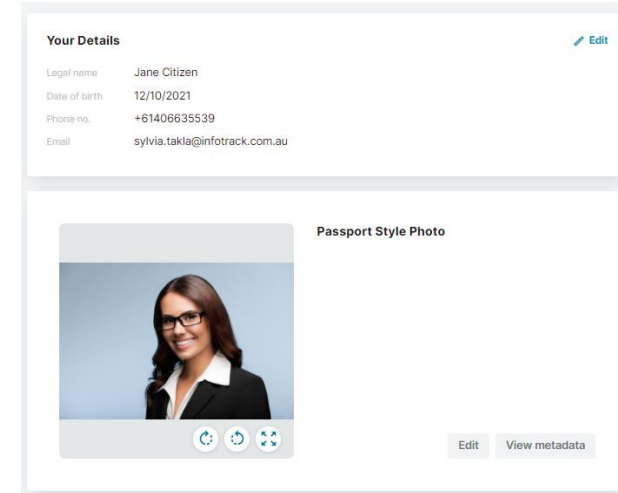 Your Details
Edit
Legal name Jane Citizen
Date of birth 12/10/2021
Phone no. +61406635539
Email sylvia.takla@infotrack.com.au
Passport Style Photo
Edit View metadata